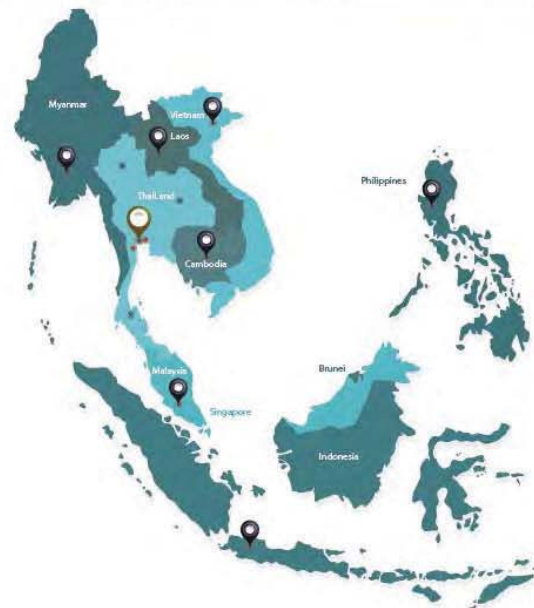 Myanmar
Vietnam
Laos
Thailand
Philippines
Cambodia
Malaysia
Singapore
Brunei
Indonesia